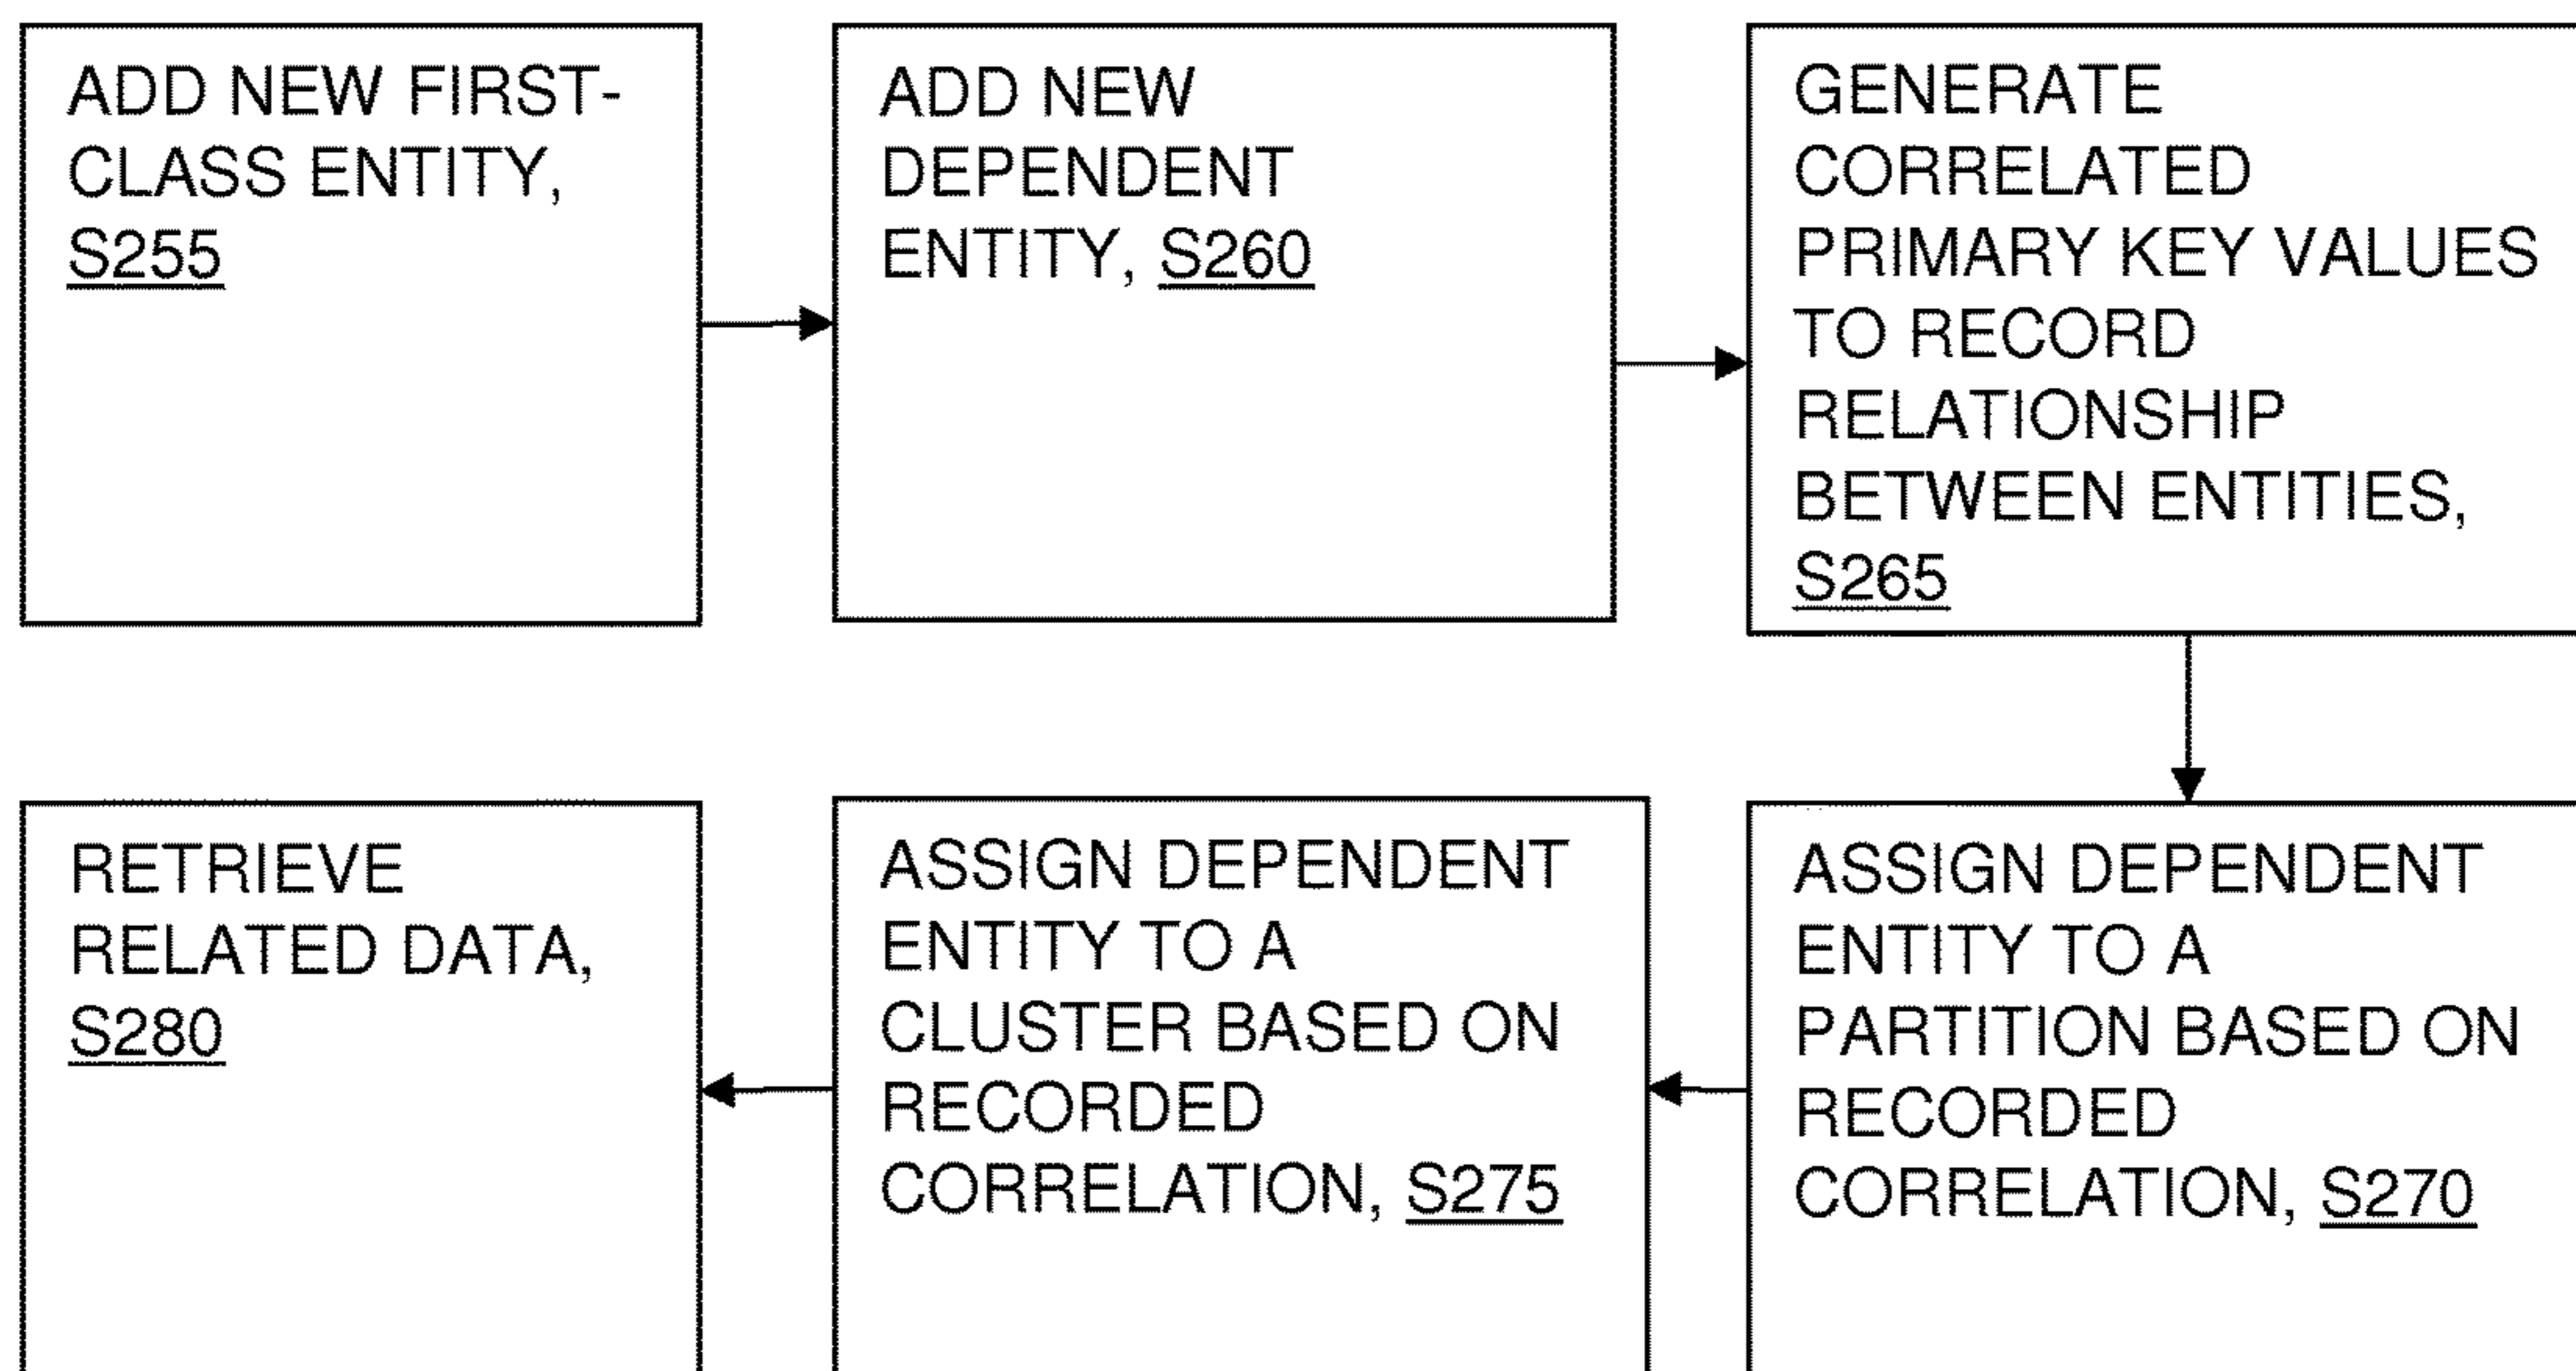 ADD NEW FIRST-
CLASS ENTITY,
S255
ADD NEW
DEPENDENT
ENTITY, S260
GENERATE
CORRELATED
PRIMARY KEY VALUES
TO RECORD
RELATIONSHIP
BETWEEN ENTITIES,
S265
ASSIGN DEPENDENT
ENTITY TO A
PARTITION BASED ON
RECORDED
CORRELATION, S270
ASSIGN DEPENDENT
ENTITY TO A
CLUSTER BASED ON
RECORDED
CORRELATION, S275
RETRIEVE
RELATED DATA,
S280